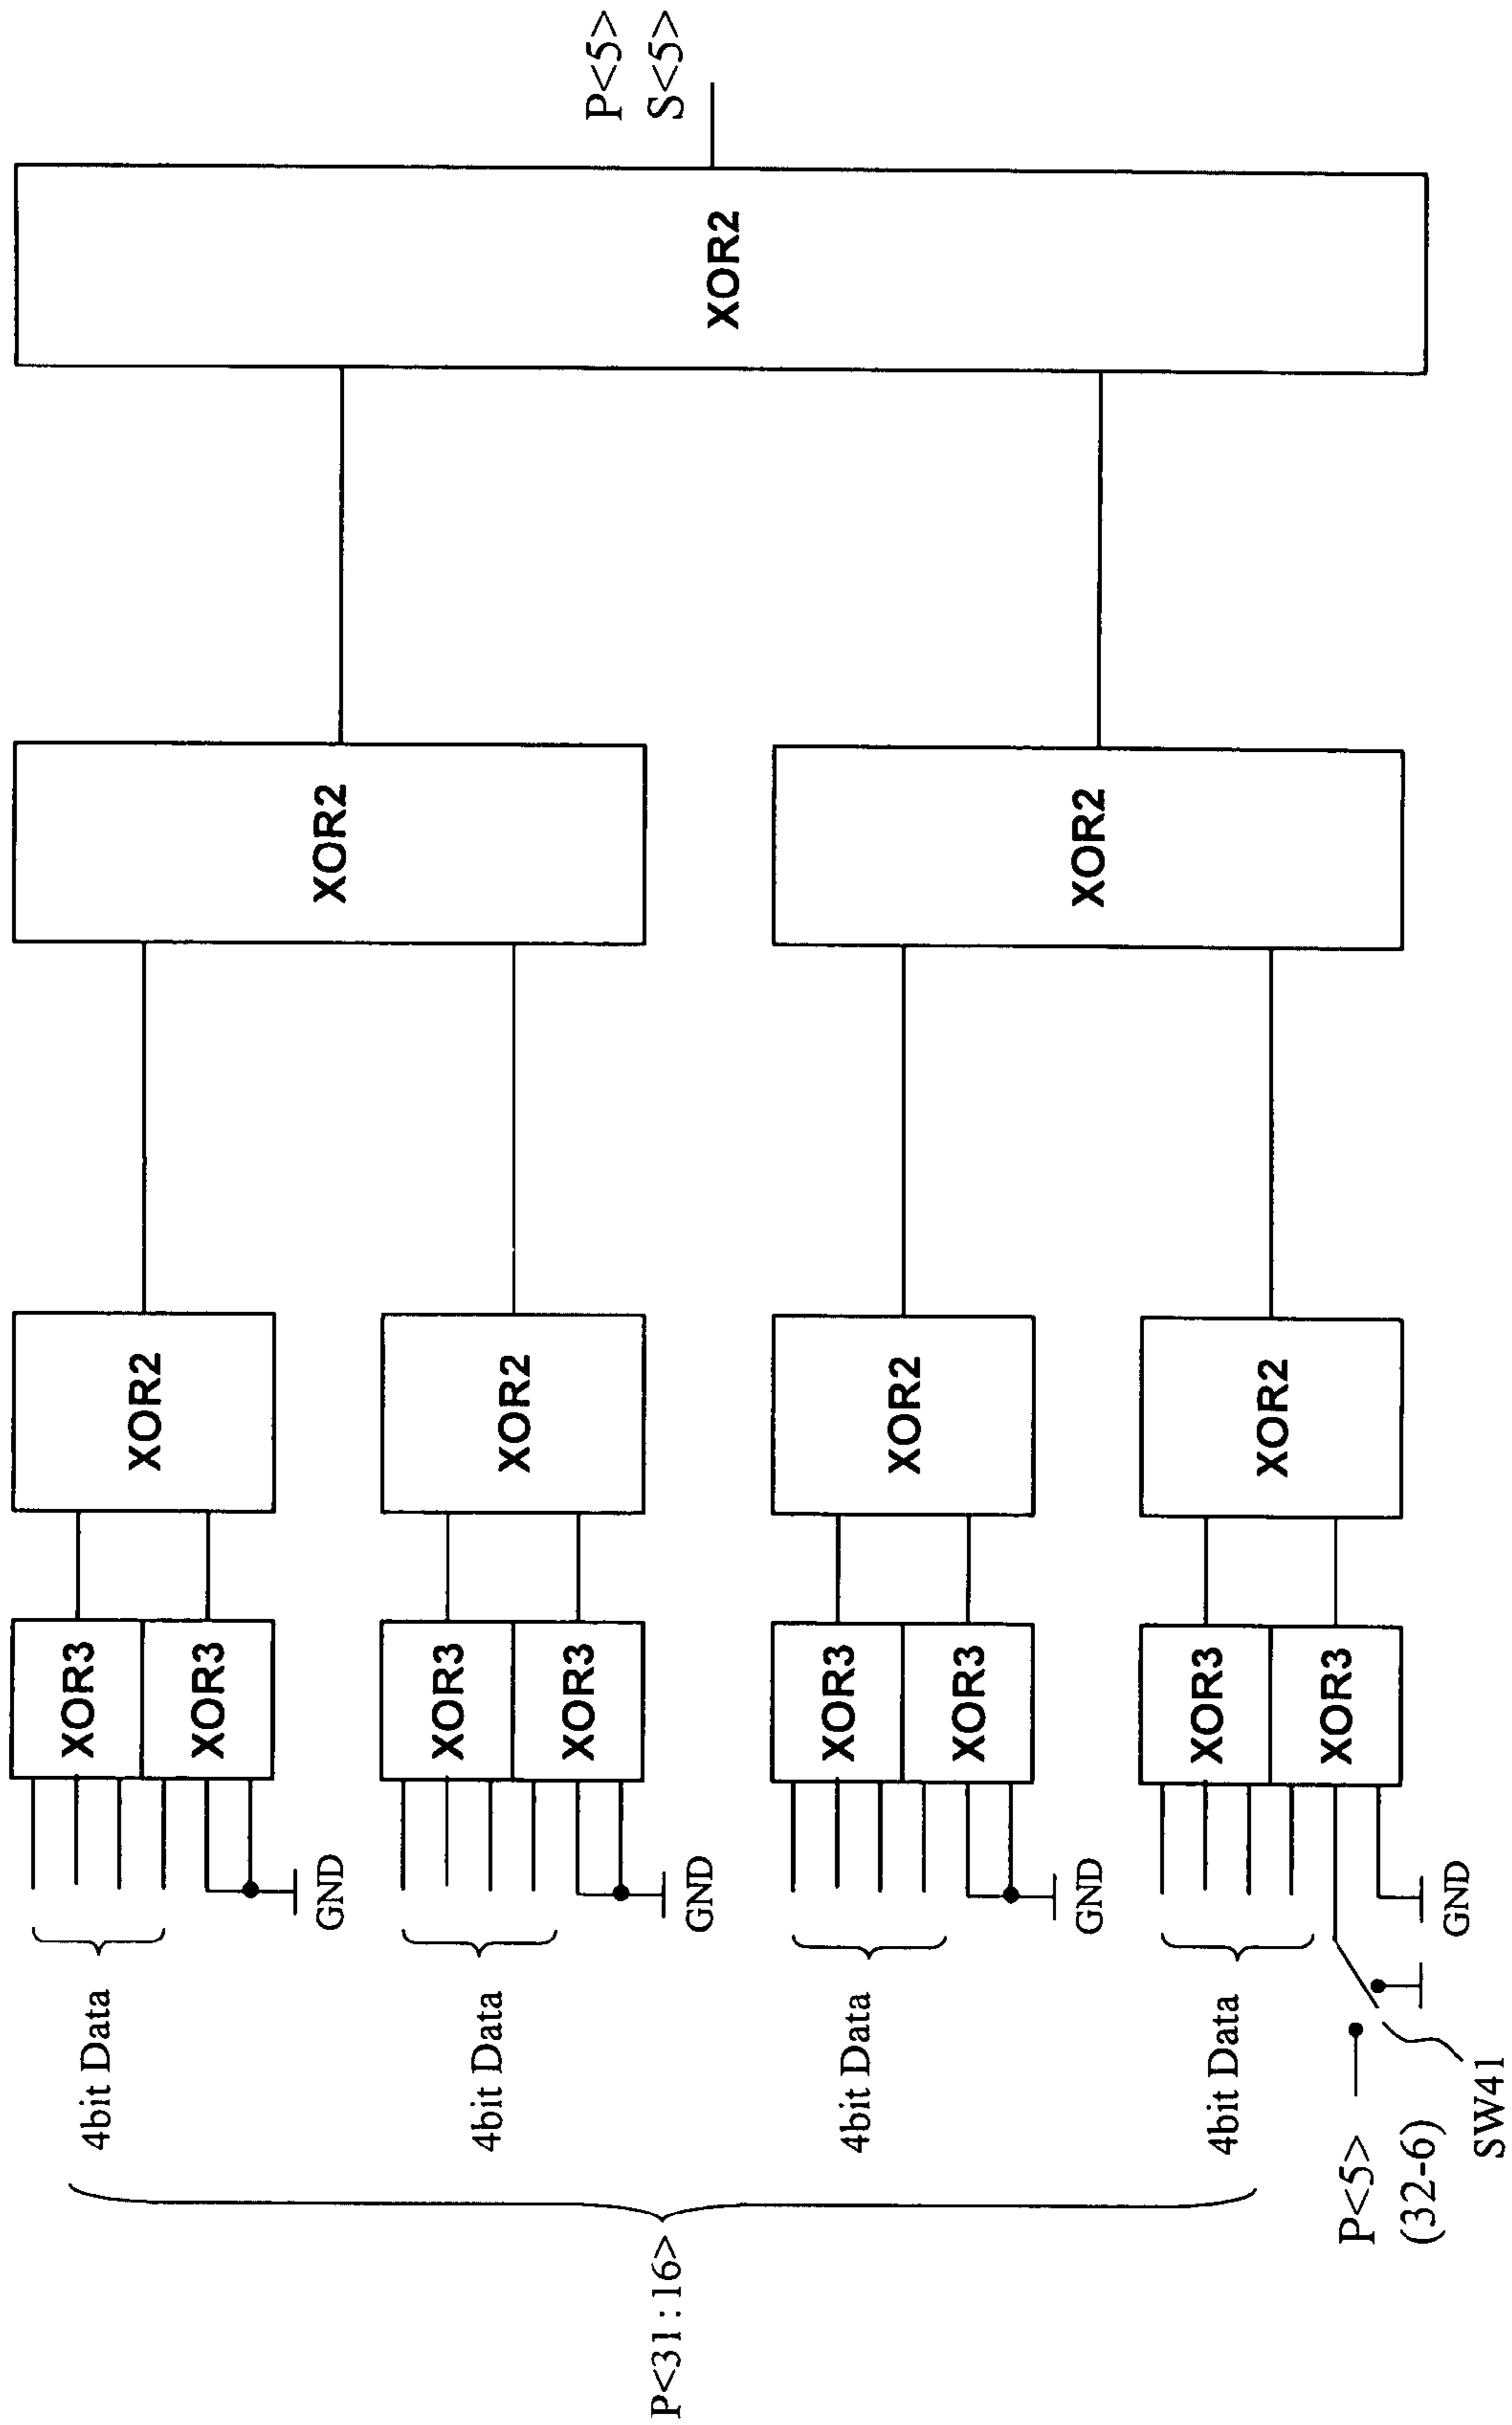 P<31 : 16>
4bit Data
4bit Data
4bit Data
4bit Data
P<5>
(32-6)
SW41
GND
GND
GND
GND
XOR3
XOR3
XOR3
XOR3
XOR3
XOR3
XOR3
XOR3
XOR2
XOR2
XOR2
XOR2
XOR2
XOR2
XOR2
P<5>
S<5>